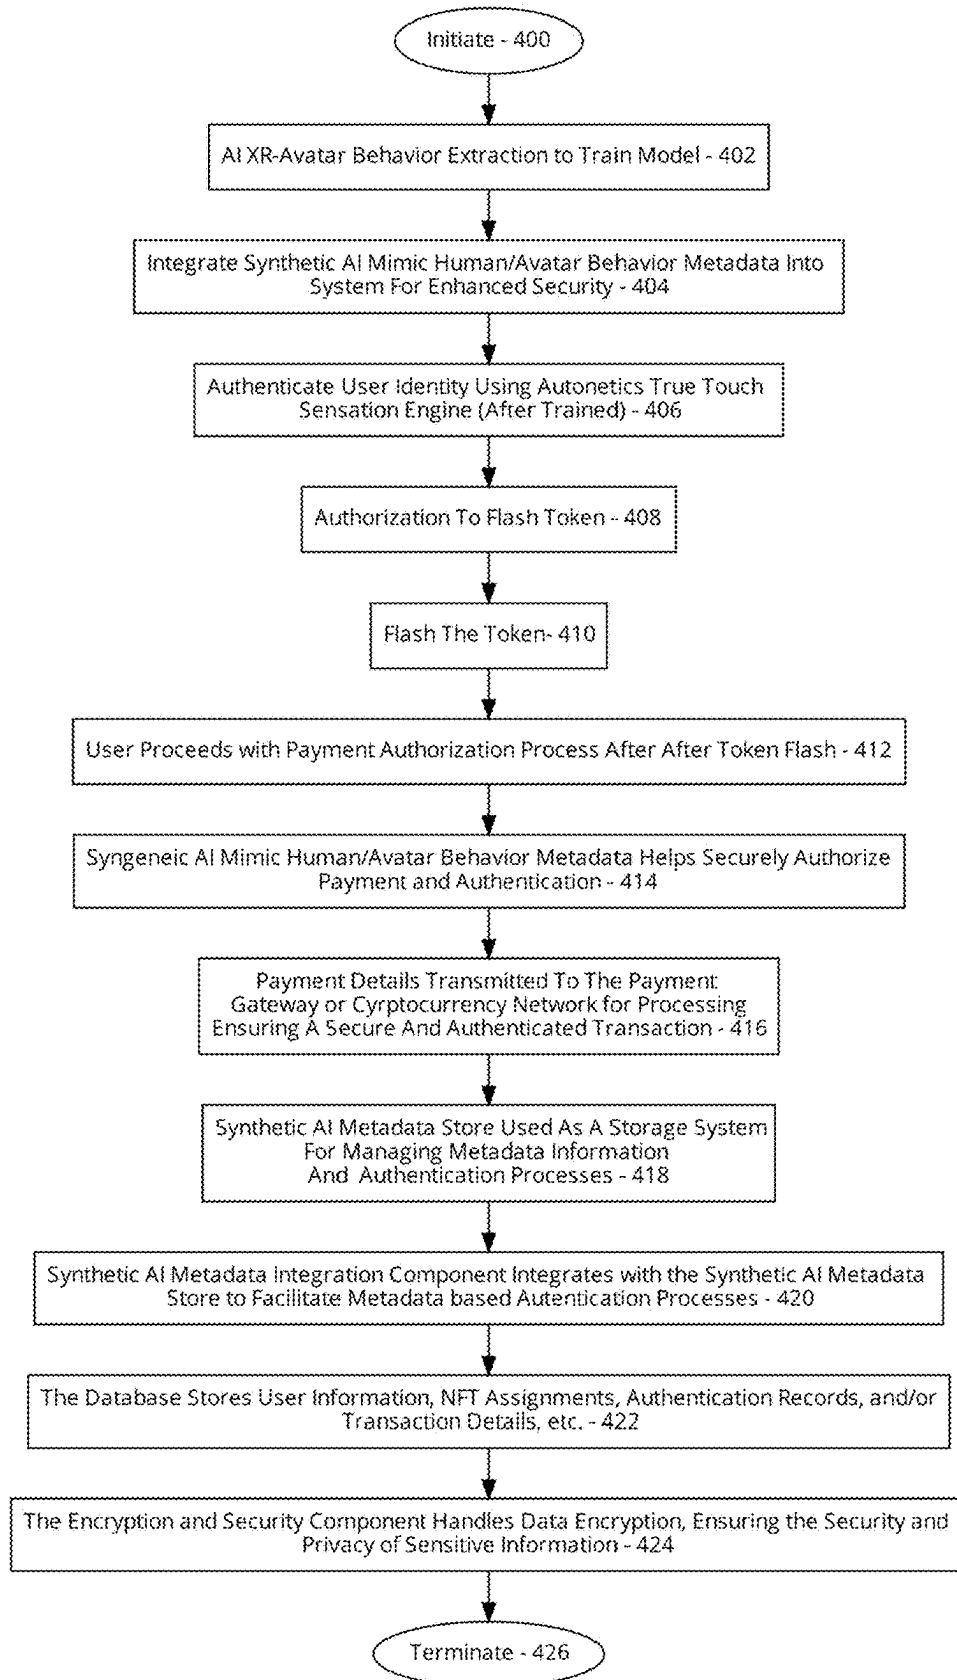 Initiate - 400
AI XR-Avatar Behavior Extraction to Train Model - 402
Integrate Synthetic AI Mimic Human/Avatar Behavior Metadata Into
System For Enhanced Security - 404
Authenticate User Identity Using Autonetics True Touch
Sensation Engine (After Trained) - 406
Authorization To Flash Token - 408
Flash The Token- 410
User Proceeds with Payment Authorization Process After After Token Flash - 412
Syngeneic AI Mimic Human/Avatar Behavior Metadata Helps Securely Authorize
Payment and Authentication - 414
Payment Details Transmitted To The Payment
Gateway or Cyrptocurrency Network for Processing
Ensuring A Secure And Authenticated Transaction - 416
Synthetic AI Metadata Store Used As A Storage System
For Managing Metadata Information
And Authentication Processes - 418
Synthetic AI Metadata Integration Component Integrates with the Synthetic AI Metadata
Store to Facilitate Metadata based Autentication Processes - 420
The Database Stores User Information, NFT Assignments, Authentication Records, and/or
Transaction Details, etc. - 422
The Encryption and Security Component Handles Data Encryption, Ensuring the Security and
Privacy of Sensitive Information - 424
Terminate - 426